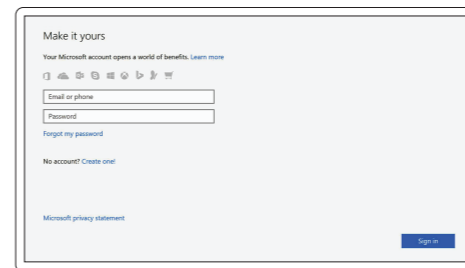 Make it yours
Your Microsoft account opens a world of benefits. Learn more
Email or phone
Password
Forgot my password
No account? Create one!
Microsoft privacy statement
Sign in